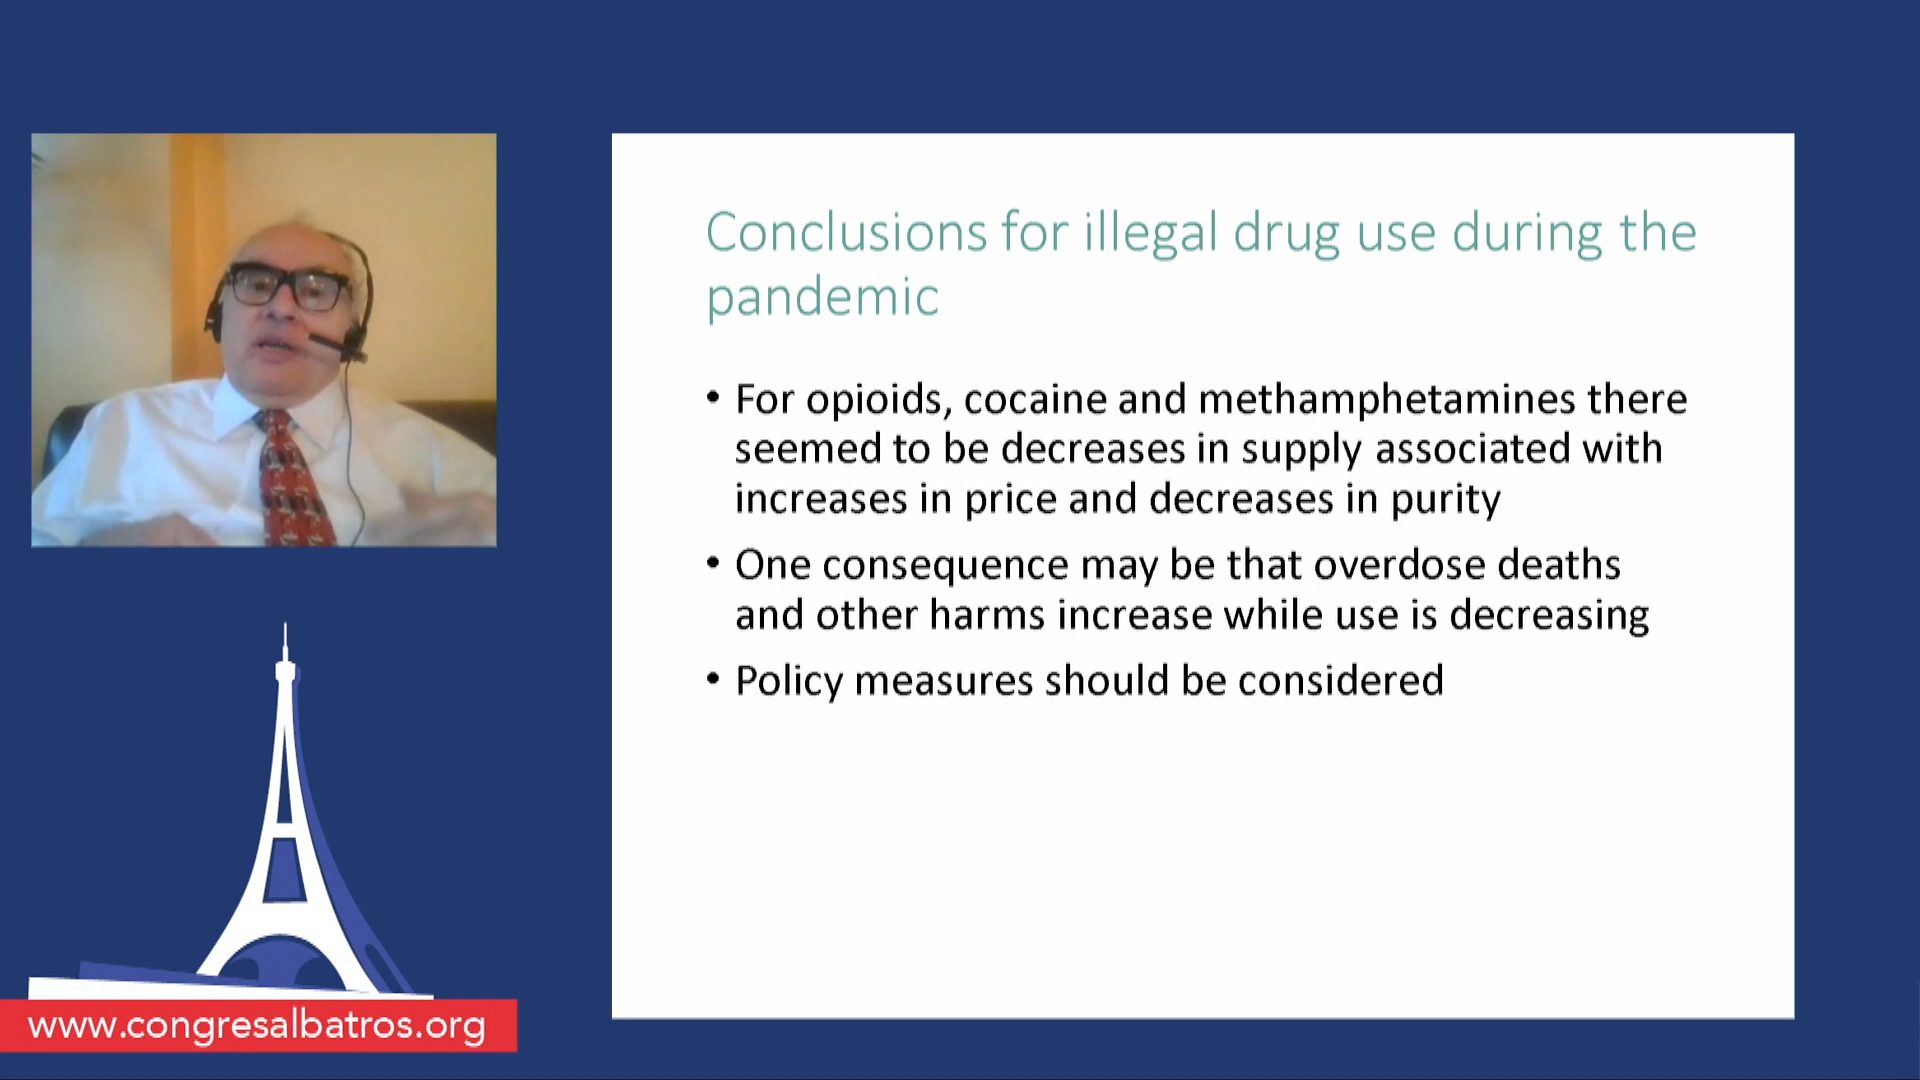 Conclusions for illegal drug use during the
pandemic
• For opioids, cocaine and methamphetamines there
seemed to be decreases in supply associated with
increases in price and decreases in purity
• One consequence may be that overdose deaths
and other harms increase while use is decreasing
• Policy measures should be considered
www.congresalbatros.org